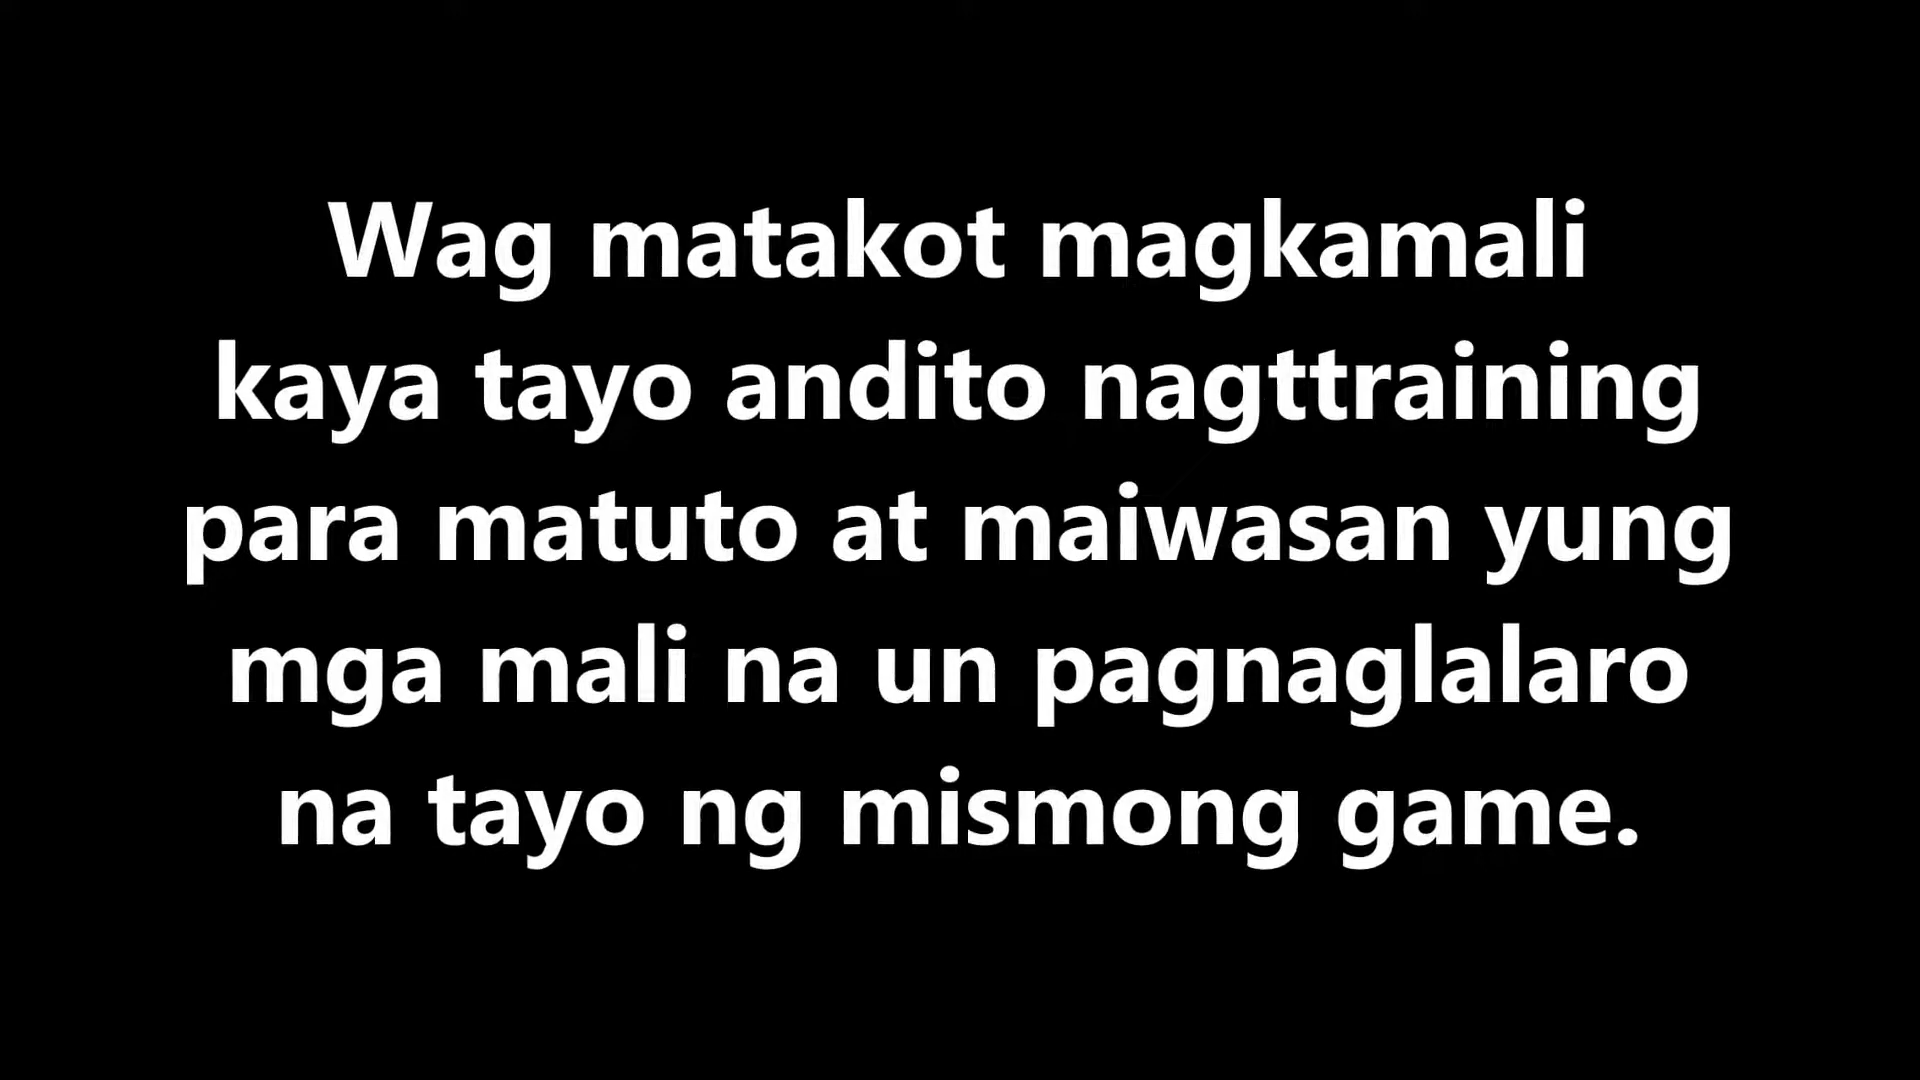 Wag matakot magkamali
kaya tayo andito nagttraining
para matuto at maiwasan yung
mga mali na un pagnaglalaro
na tayo ng mismong game.